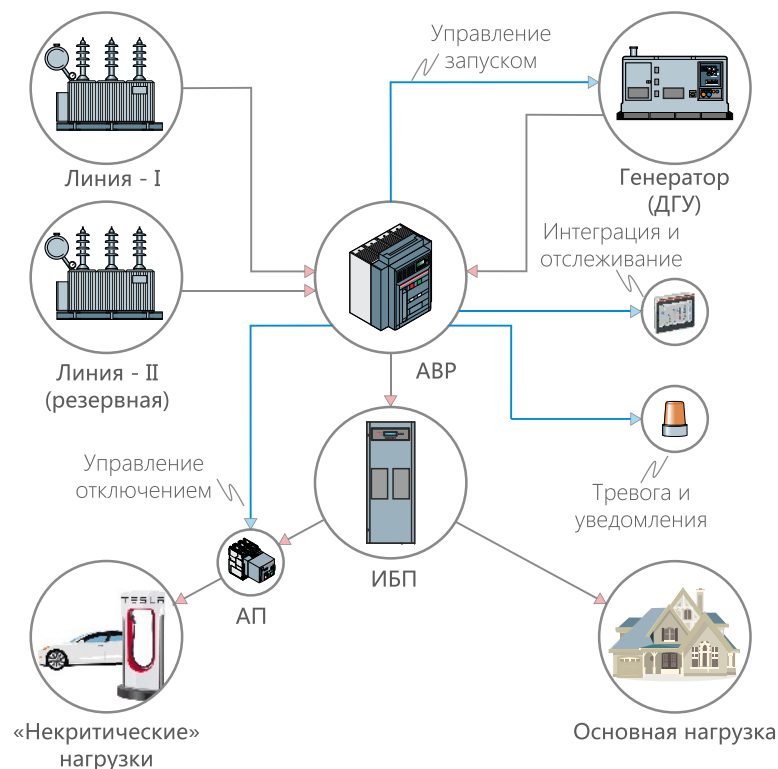 Управление
запуском
Линия - I
Генератор
(ДГУ)
Интеграция и
отслеживание
Линия - II
(резервная)
АВР
Управление
отключением
Тревога и
уведомления
ИБП
АП
TESLA
«Некритические»
нагрузки
Основная нагрузка